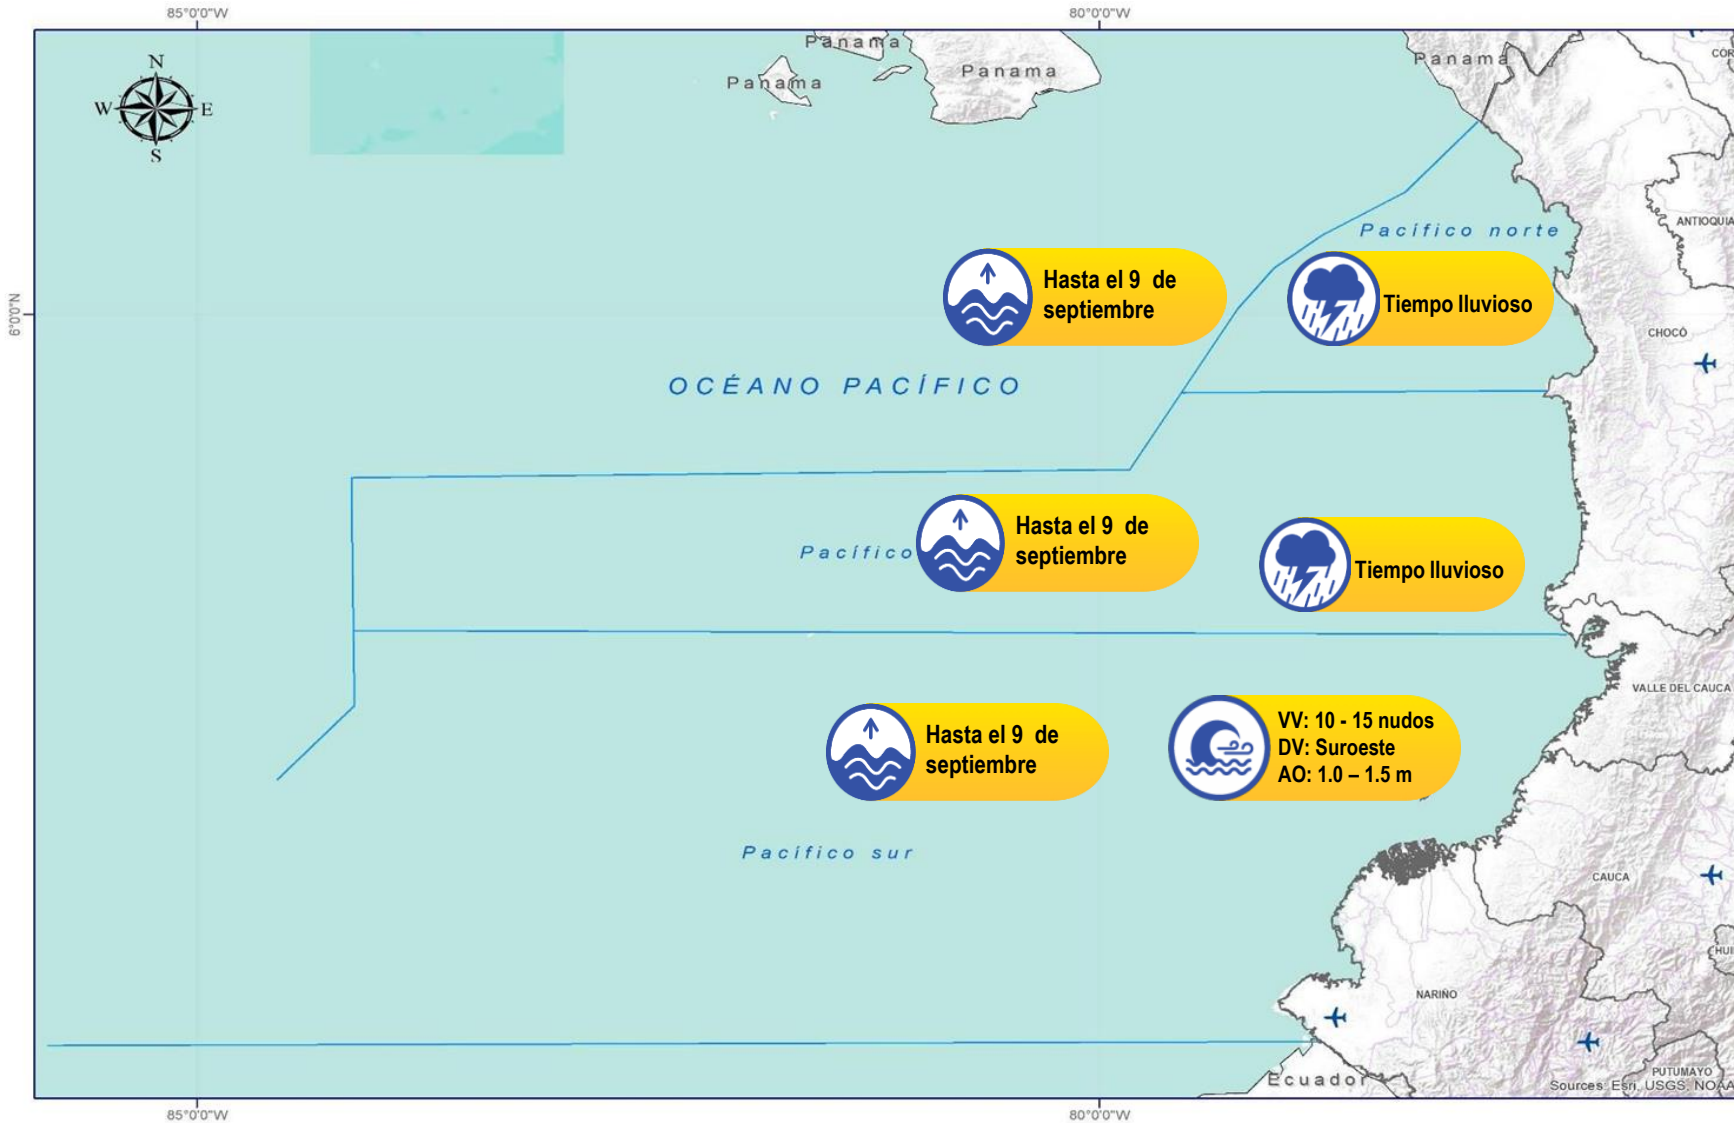 85°0'0"W
80°0'0"W
N
W
E
S
Panama
Panama
Panama
Panama
ANTIOQUIA
Pacífico norte
6°0'0"N
Hasta el 9 de
septiembre
Tiempo lluvioso
CHOCÓ
OCÉANO PACÍFICO
Hasta el 9 de
septiembre
Pacífico
Tiempo lluvioso
VALLE DEL CAUCA
Hasta el 9 de
septiembre
VV: 10 - 15 nudos
DV: Suroeste
AO: 1.0 – 1.5 m
Pacífico sur
CAUCA
NARIÑO
Ecuador
PUTUMAYO
Sources: Esri, USGS, NOAA
85°0'0"W
80°0'0"W